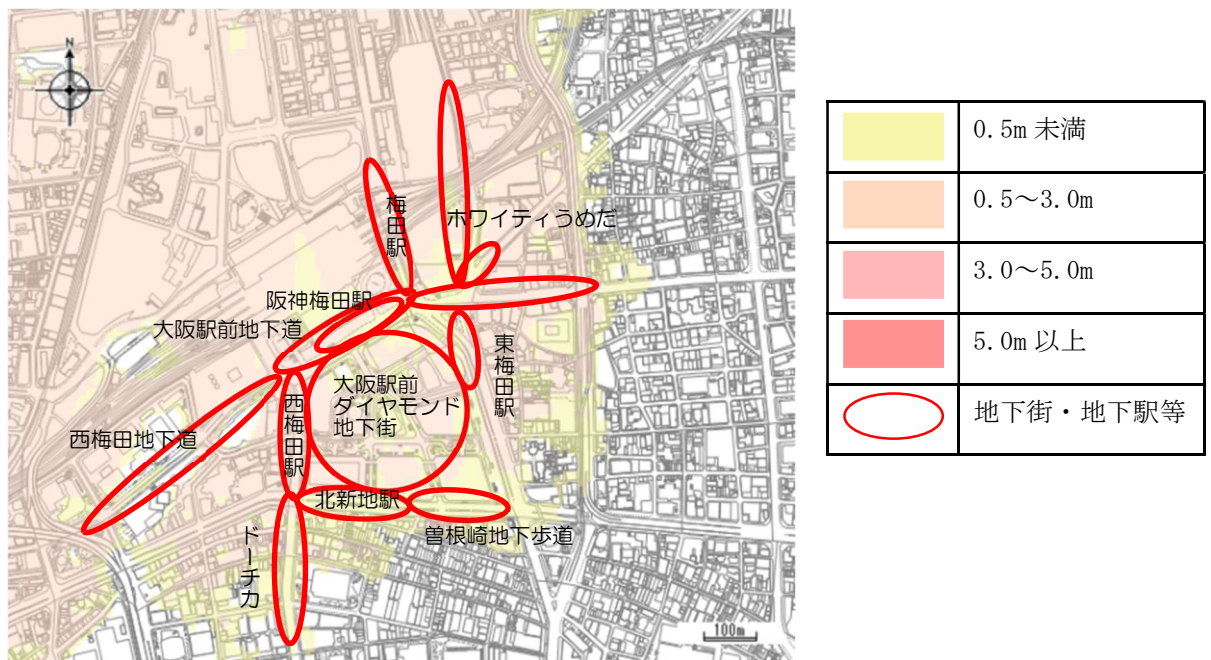 N
梅田駅
ホワイティうめだ
阪神梅田駅
大阪駅前地下道
東梅田駅
大阪駅前
ダイヤモンド
地下街
西梅田駅
西梅田地下道
北新地駅
曽根崎地下歩道
ドーチカ
100m
0.5m 未満
0.5～3.0m
3.0～5.0m
5.0m 以上
地下街・地下駅等